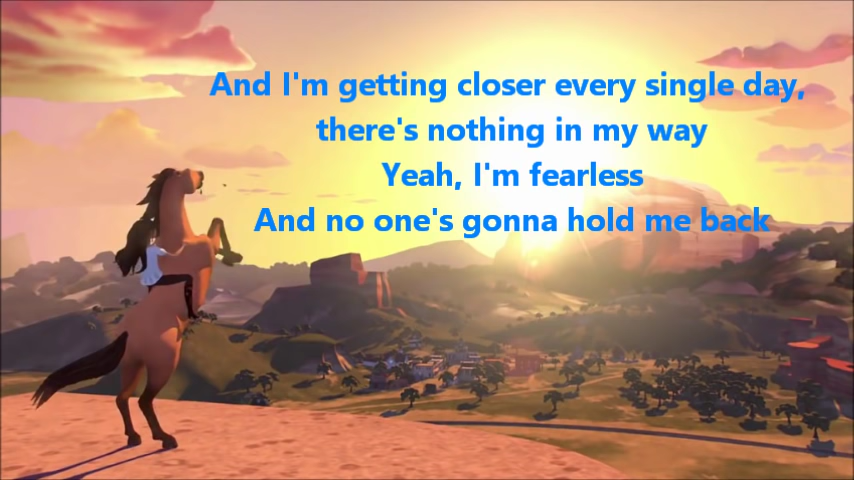 And I'm getting closer every single day,
there's nothing in my way
Yeah, I'm fearless
And no one's gonna hold me back